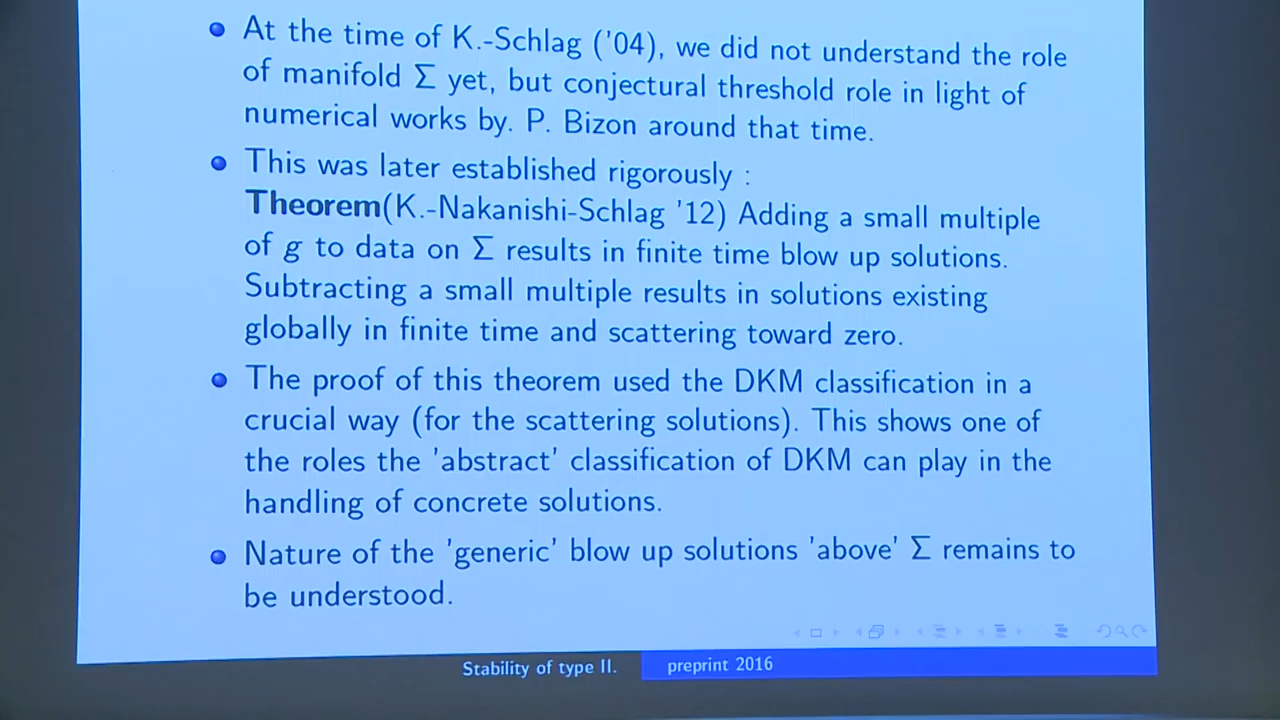 At the time of K.-Schlag ('04), we did not understand the role
of manifold Σ yet, but conjectural threshold role in light of
numerical works by. P. Bizon around that time.
This was later established rigorously :
Theorem(K.-Nakanishi-Schlag '12) Adding a small multiple
of g to data on Σ results in finite time blow up solutions.
Subtracting a small multiple results in solutions existing
globally in finite time and scattering toward zero.
The proof of this theorem used the DKM classification in a
crucial way (for the scattering solutions). This shows one of
the roles the 'abstract' classification of DKM can play in the
handling of concrete solutions.
Nature of the 'generic' blow up solutions 'above' Σ remains to
be understood.
Stability of type II. preprint 2016